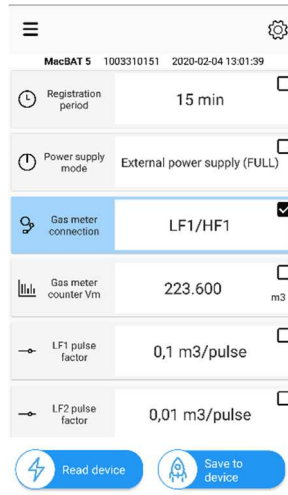 MacBAT 5 1003310151 2020-02-04 13:01:39
Registration
period
15 min
Power supply
mode
External power supply (FULL)
Gas meter
connection
LF1/HF1
Gas meter
counter Vm
223.600
m3
LF1 pulse
factor
0,1 m3/pulse
LF2 pulse
factor
0,01 m3/pulse
Read device
Save to
device